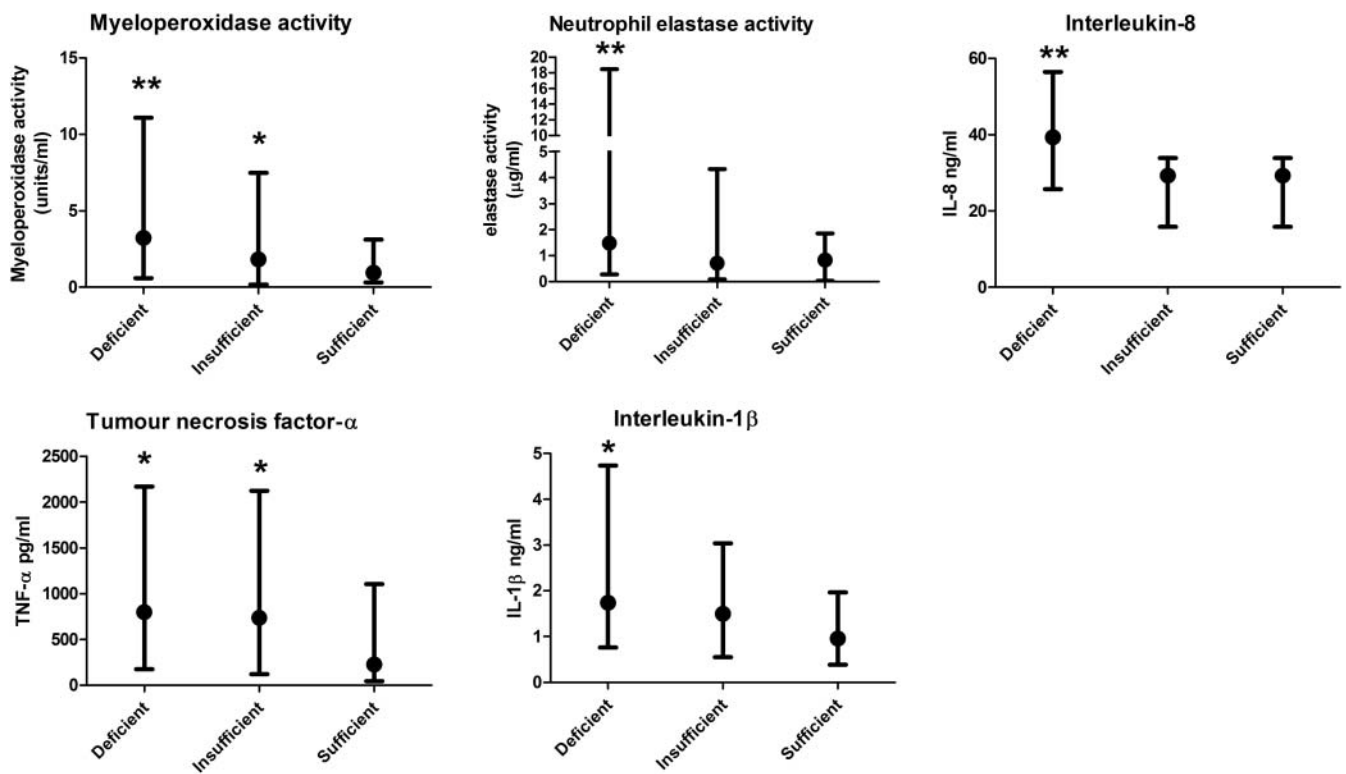 Myeloperoxidase activity
Myeloperoxidase activity
(units/ml)
15
10
5
0
**
*
Deficient
Insufficient
Sufficient
Neutrophil elastase activity
elastase activity
(μg/ml)
20
18
16
14
12
10
5
4
3
2
1
0
**
Deficient
Insufficient
Sufficient
Interleukin-8
IL-8 ng/ml
60
40
20
0
**
Deficient
Insufficient
Sufficient
Tumour necrosis factor-α
TNF-α pg/ml
2500
2000
1500
1000
500
0
*
*
Deficient
Insufficient
Sufficient
Interleukin-1β
IL-1β ng/ml
5
4
3
2
1
0
*
Deficient
Insufficient
Sufficient